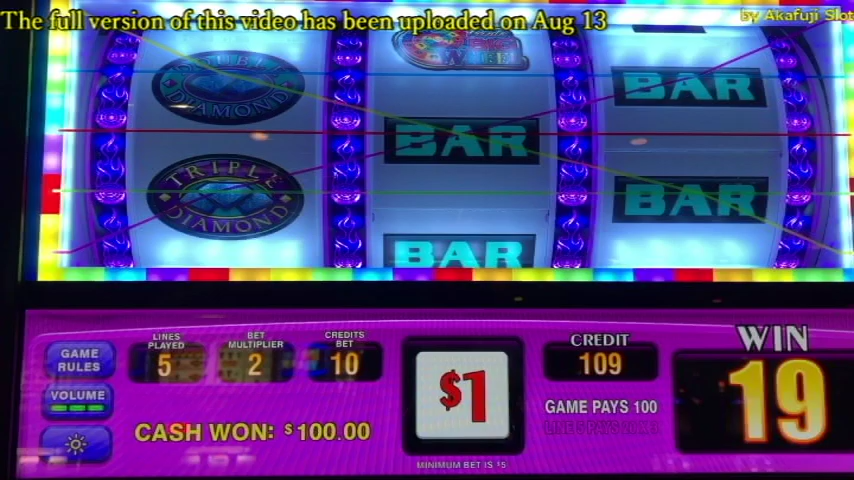 The full version of this video has been uploaded on Aug 13
by Akafuji Slot
DOUBLE
DIAMOND
BAR
BAR
TRIPLE
DIAMOND
BAR
BAR
GAME RULES
LINES PLAYED
5
BET MULTIPLIER
2
CREDITS BET
10
$1
CREDIT
109
WIN
19
VOLUME
GAME PAYS 100
CASH WON: $100.00
MINIMUM BET IS $5